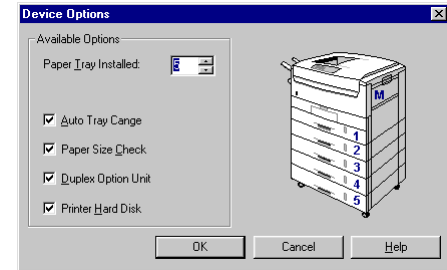 Device Options
Available Options
Paper Tray Installed:
5
Auto Tray Cange
Paper Size Check
Duplex Option Unit
Printer Hard Disk
M
1
2
3
4
5
OK
Cancel
Help